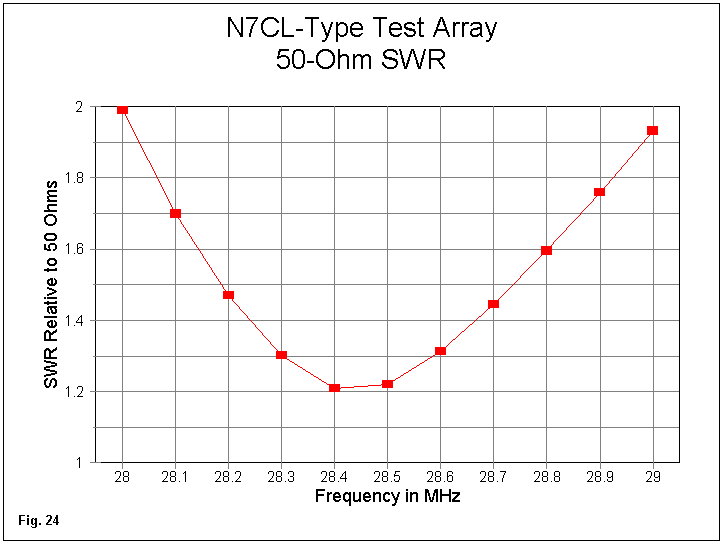 N7CL-Type Test Array
50-Ohm SWR
SWR Relative to 50 Ohms
2
1.8
1.6
1.4
1.2
1
28 28.1 28.2 28.3 28.4 28.5 28.6 28.7 28.8 28.9 29
Frequency in MHz
Fig. 24